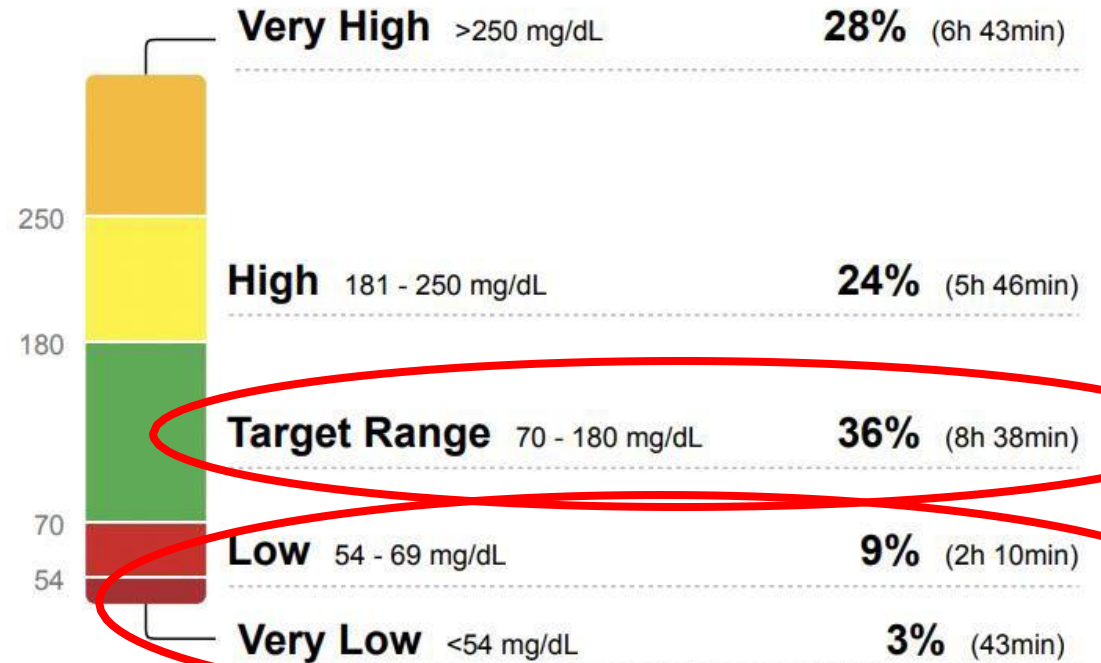 Very High >250 mg/dL 28% (6h 43min)
250
High 181 - 250 mg/dL 24% (5h 46min)
180
Target Range 70 - 180 mg/dL 36% (8h 38min)
70
Low 54 - 69 mg/dL 9% (2h 10min)
54
Very Low <54 mg/dL 3% (43min)